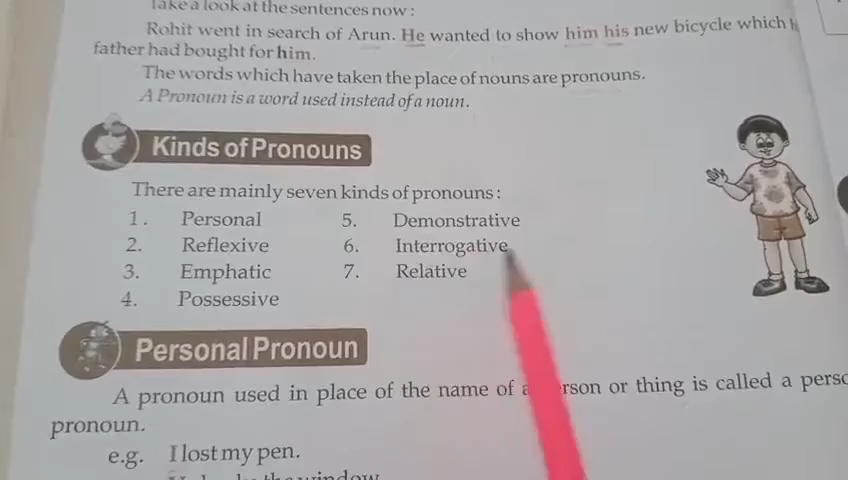 Take a look at the sentences now :
Rohit went in search of Arun. He wanted to show him his new bicycle which
father had bought for him.
The words which have taken the place of nouns are pronouns.
A Pronoun is a word used instead of a noun.
Kinds of Pronouns
There are mainly seven kinds of pronouns :
1. Personal 5. Demonstrative
2. Reflexive 6. Interrogative
3. Emphatic 7. Relative
4. Possessive
Personal Pronoun
A pronoun used in place of the name of a person or thing is called a perso
pronoun.
e.g. I lost my pen.
the window